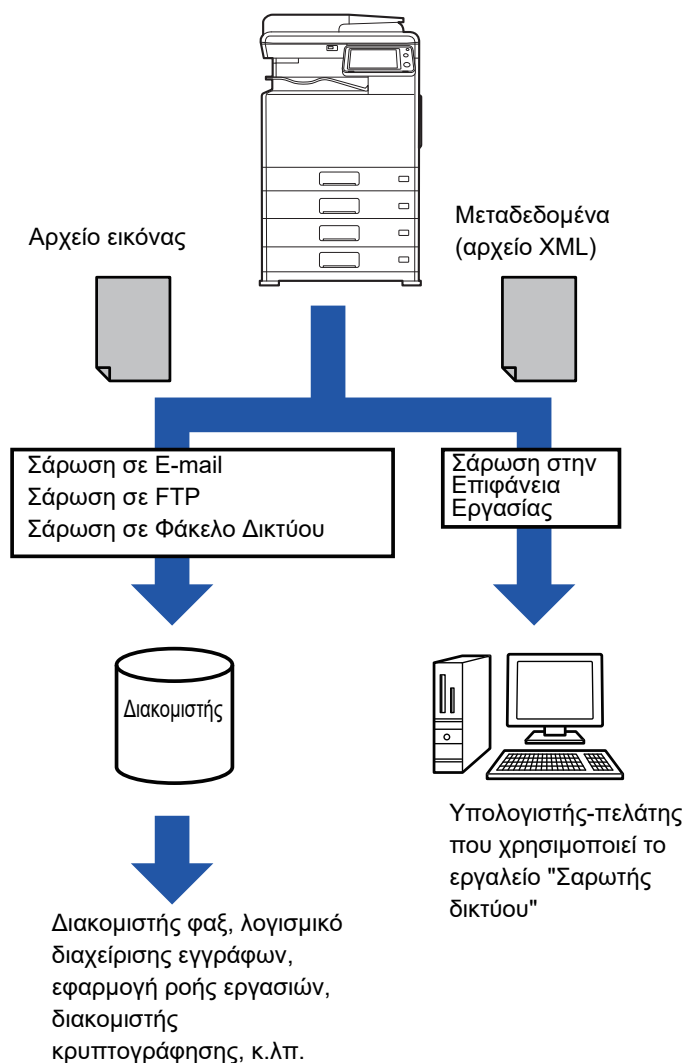 Αρχείο εικόνας
Μεταδεδομένα
(αρχείο XML)
Σάρωση σε E-mail
Σάρωση σε FTP
Σάρωση σε Φάκελο Δικτύου
Σάρωση στην
Επιφάνεια
Εργασίας
Διακομιστής
Υπολογιστής-πελάτης
που χρησιμοποιεί το
εργαλείο "Σαρωτής
δικτύου"
Διακομιστής φαξ, λογισμικό
διαχείρισης εγγράφων,
εφαρμογή ροής εργασιών,
διακομιστής
κρυπτογράφησης, κ.λπ.